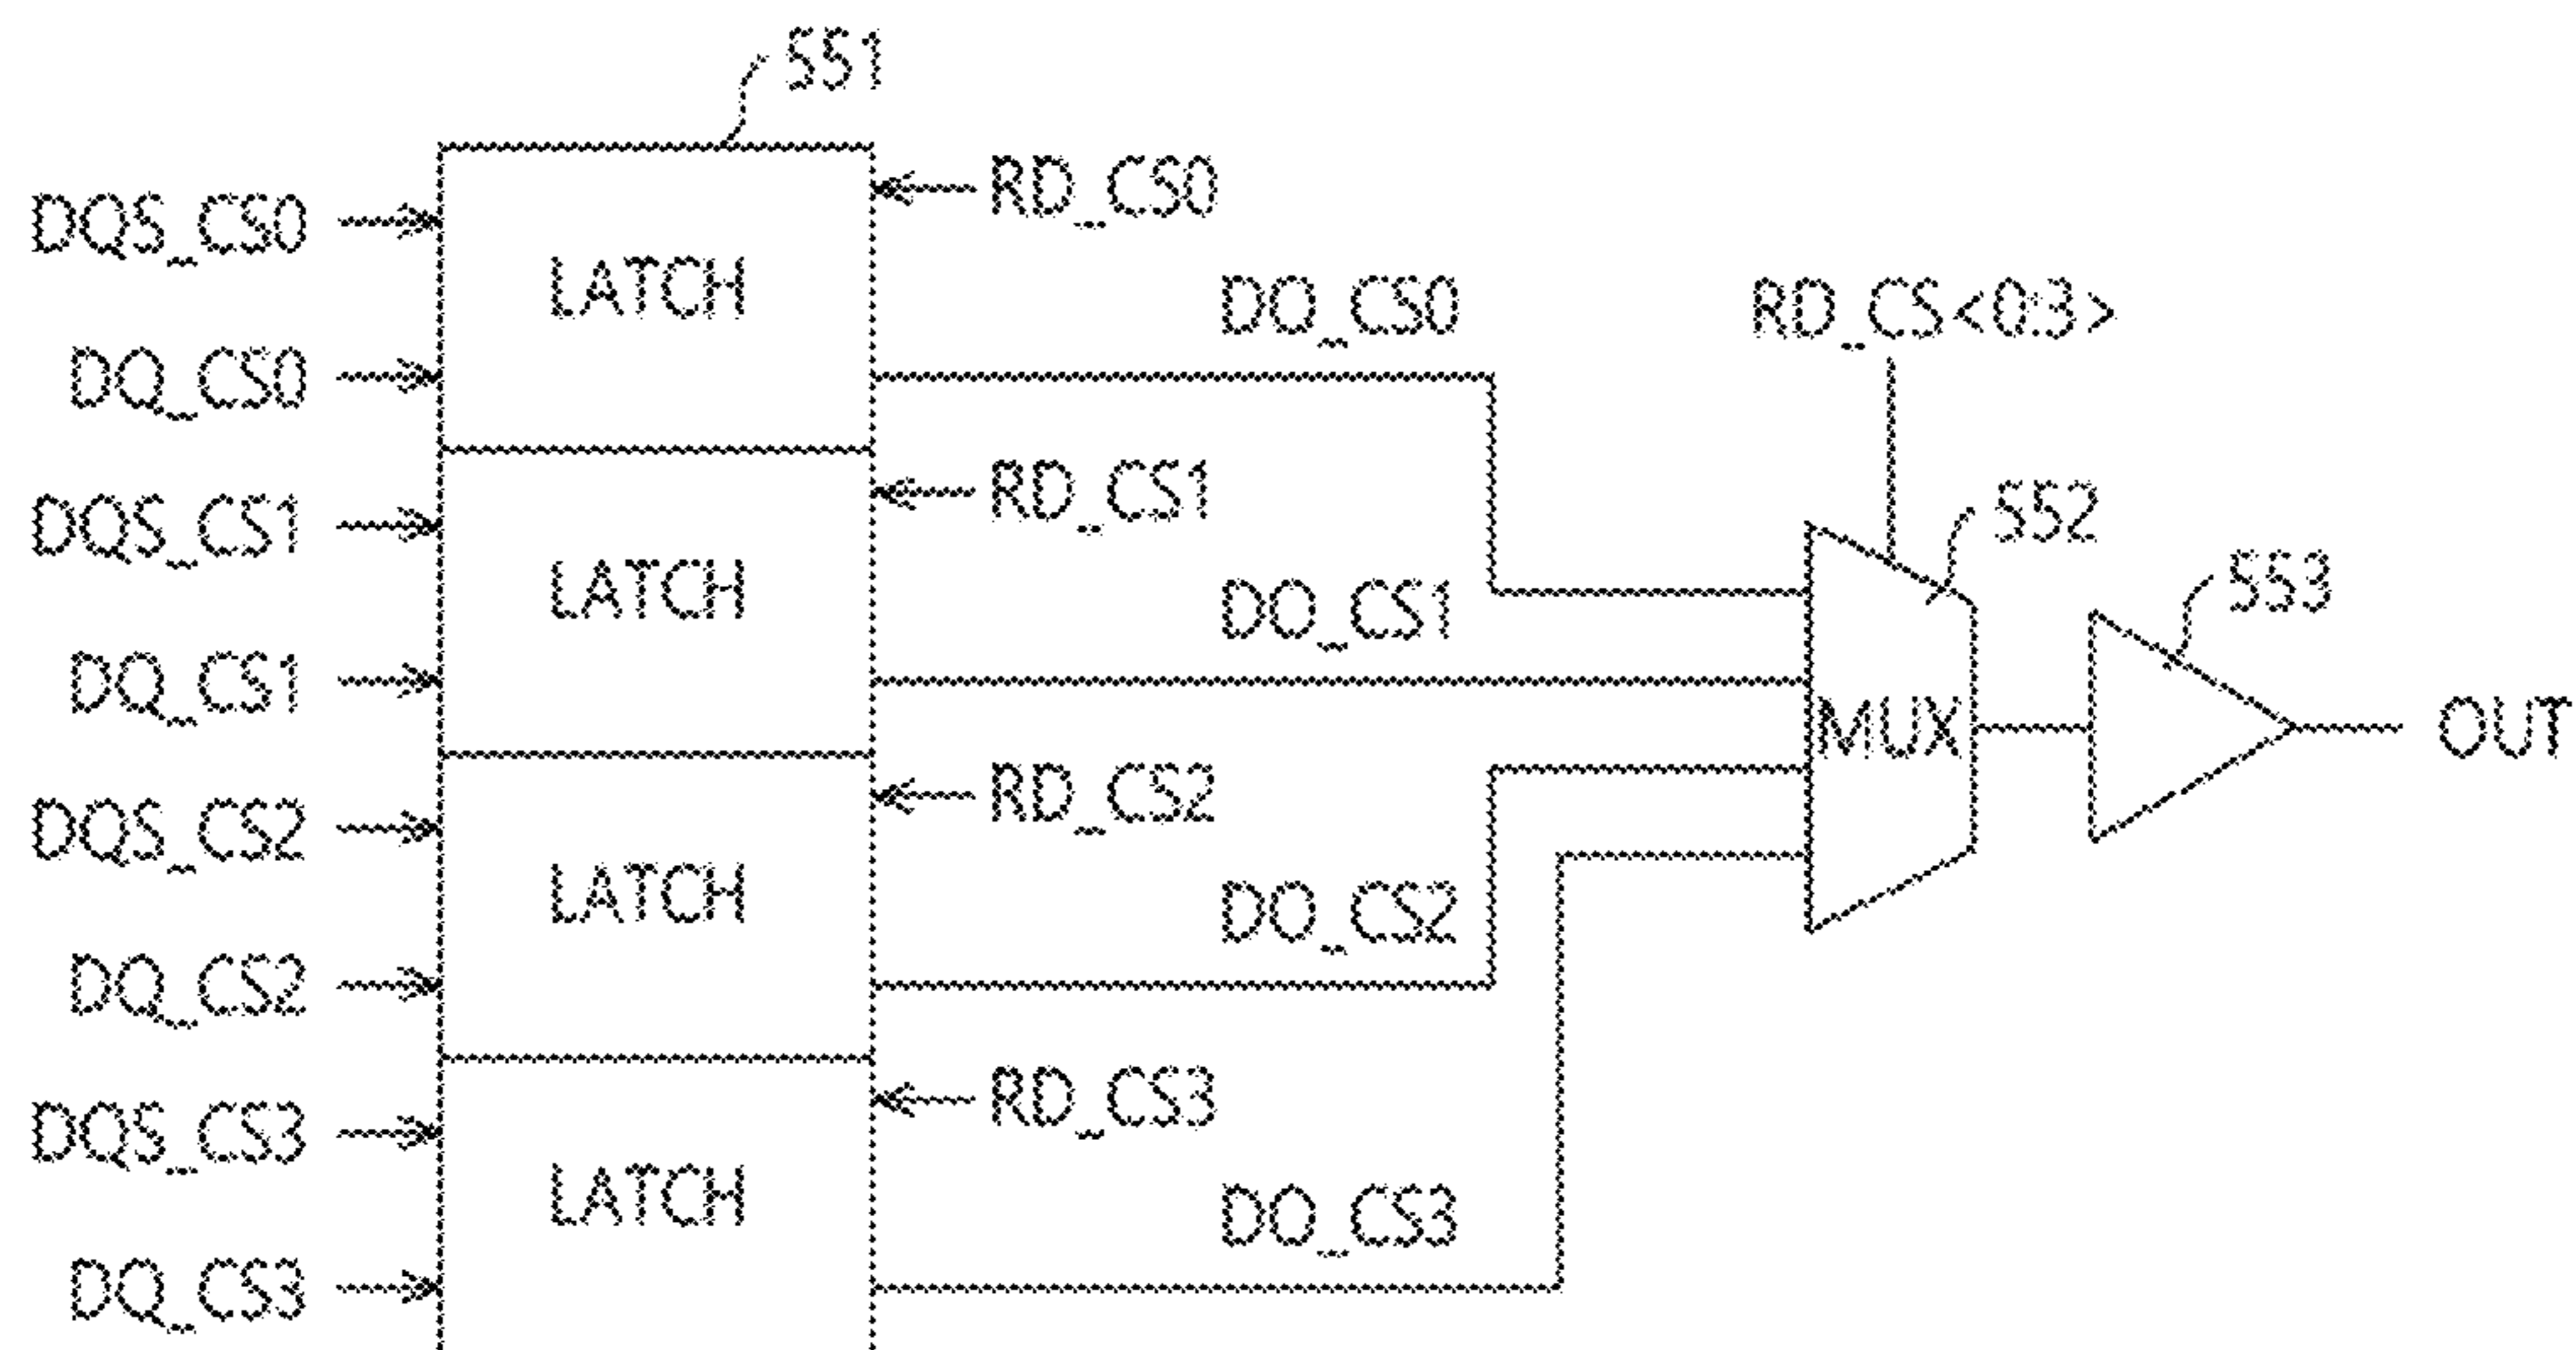 551
DQS_CS0
RD_CS0
LATCH
DO_CS0
RD_CS<0:3>
DQ_CS0
DQS_CS1
RD_CS1
552
LATCH
DO_CS1
553
DQ_CS1
MUX
OUT
DQS_CS2
RD_CS2
LATCH
DO_CS2
DQ_CS2
DQS_CS3
RD_CS3
LATCH
DO_CS3
DQ_CS3